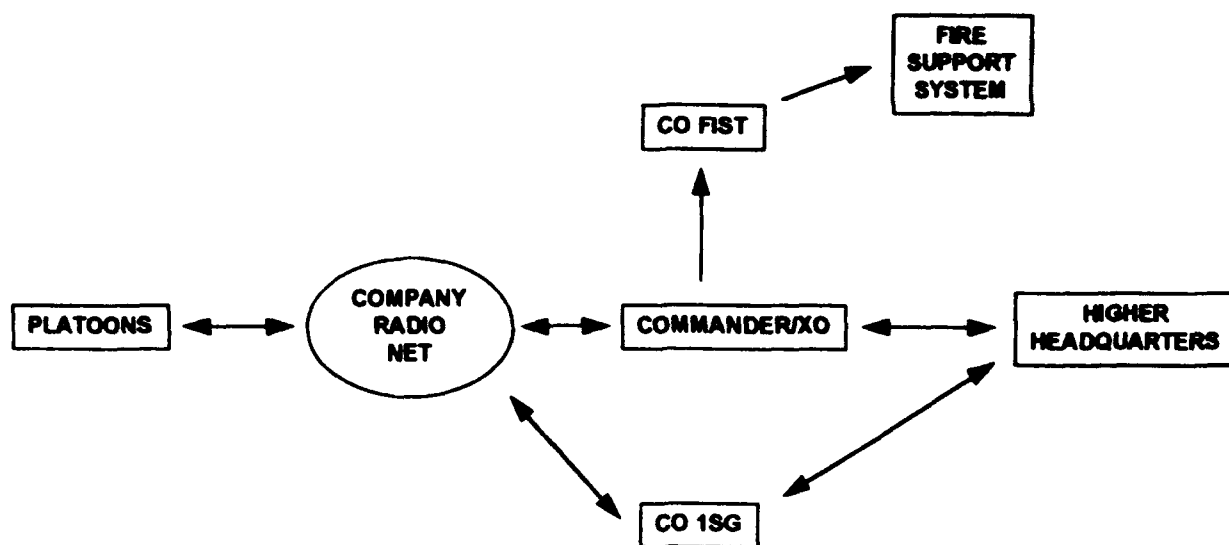 FIRE
SUPPORT
SYSTEM
CO FIST
COMPANY
RADIO
NET
PLATOONS
COMMANDER/XO
HIGHER
HEADQUARTERS
CO 1SG